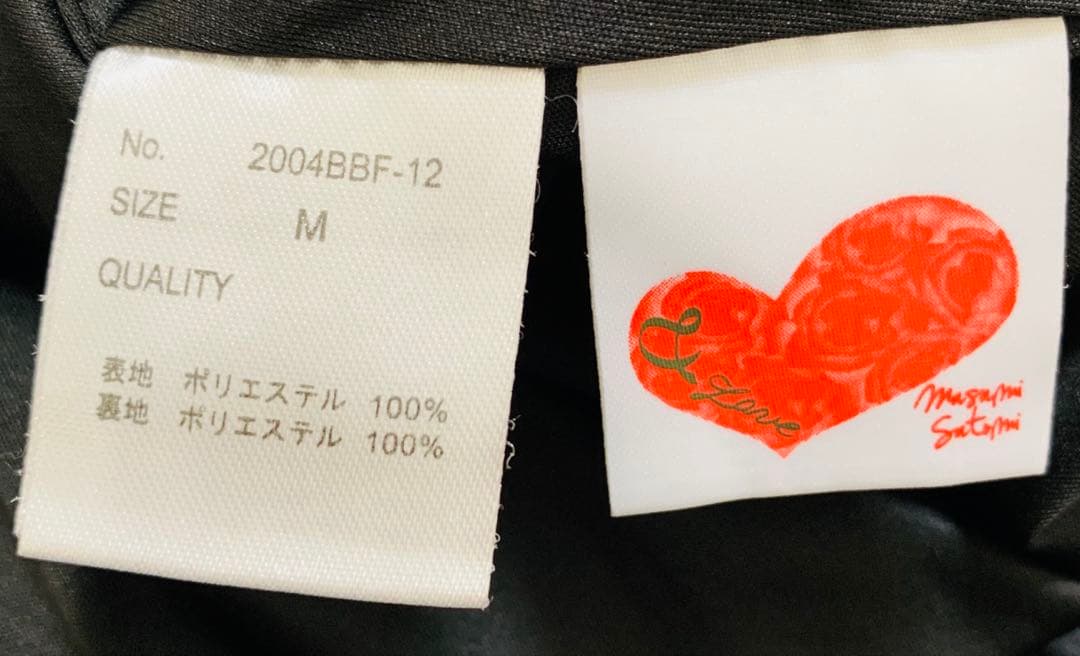 No. 2004BBF-12
SIZE M
QUALITY
表地 ポリエステル 100%
裏地 ポリエステル 100%
Love
masami
Satomi